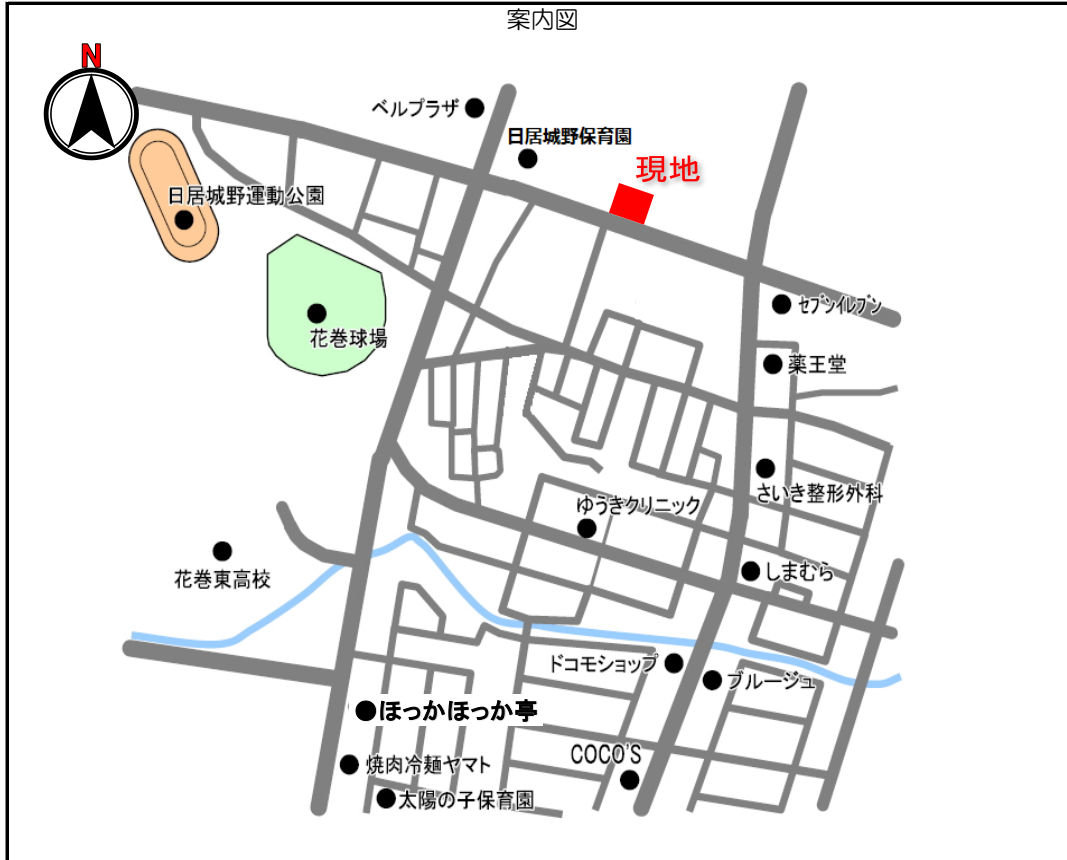 案内図
N
ベルプラザ
日居城野保育園
現地
日居城野運動公園
セブンイレブン
花巻球場
薬王堂
さいき整形外科
ゆうきクリニック
花巻東高校
しまむら
ドコモショップ
ブルージュ
ほっかほっか亭
COCO'S
焼肉冷麺ヤマト
太陽の子保育園